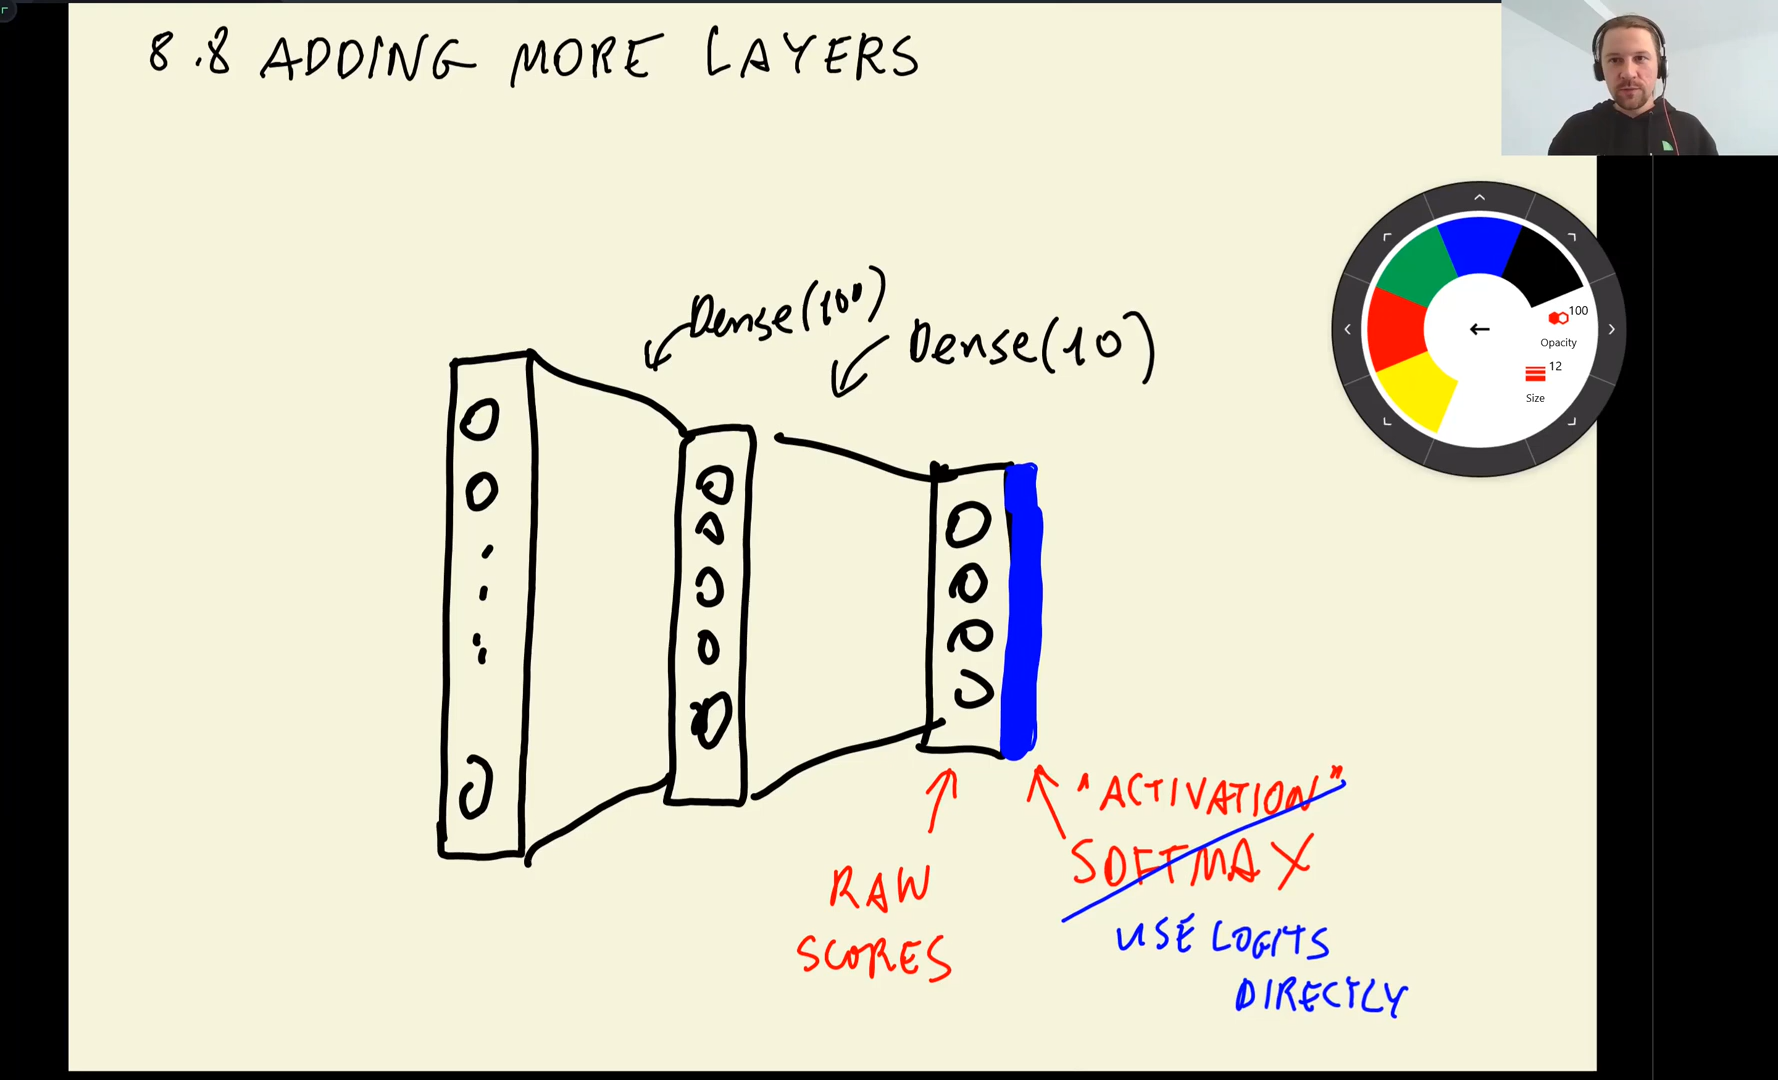 8.8 ADDING MORE LAYERS
Dense(100)
Dense(10)
100
Opacity
12
Size
"ACTIVATION"
SOFTMAX
RAW
SCORES
USE LOGITS
DIRECTLY